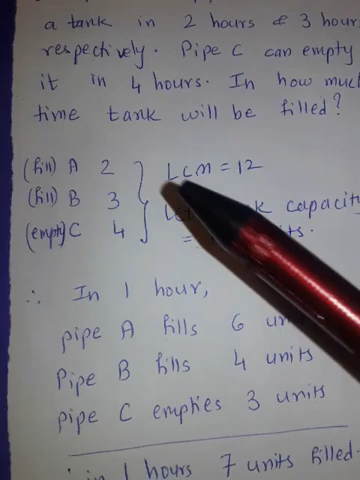 a tank in 2 hours & 3 hour
respectively. Pipe C can empty
it in 4 hours. In how much
time tank will be filled?
(fill) A 2
(fill) B 3
(empty) C 4
LCM = 12
capacit
=
∴ In 1 hour,
pipe A fills 6
Pipe B fills 4 units
pipe C empties 3 units
∴ in 1 hours 7 units filled.